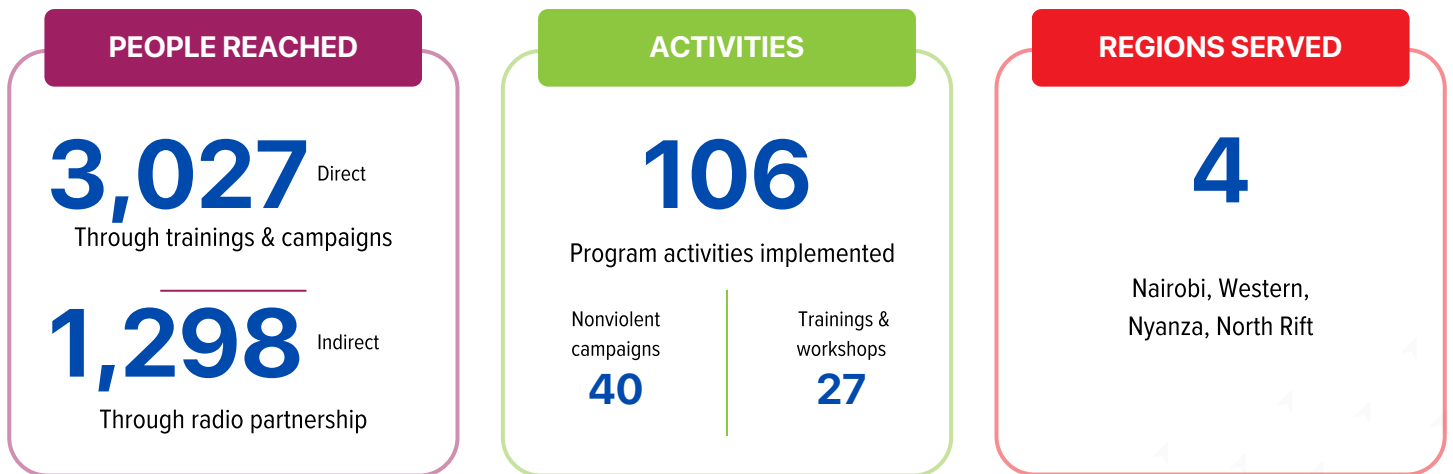 PEOPLE REACHED
3,027 Direct
Through trainings & campaigns
1,298 Indirect
Through radio partnership
ACTIVITIES
106
Program activities implemented
Nonviolent
campaigns
40
Trainings &
workshops
27
REGIONS SERVED
4
Nairobi, Western,
Nyanza, North Rift